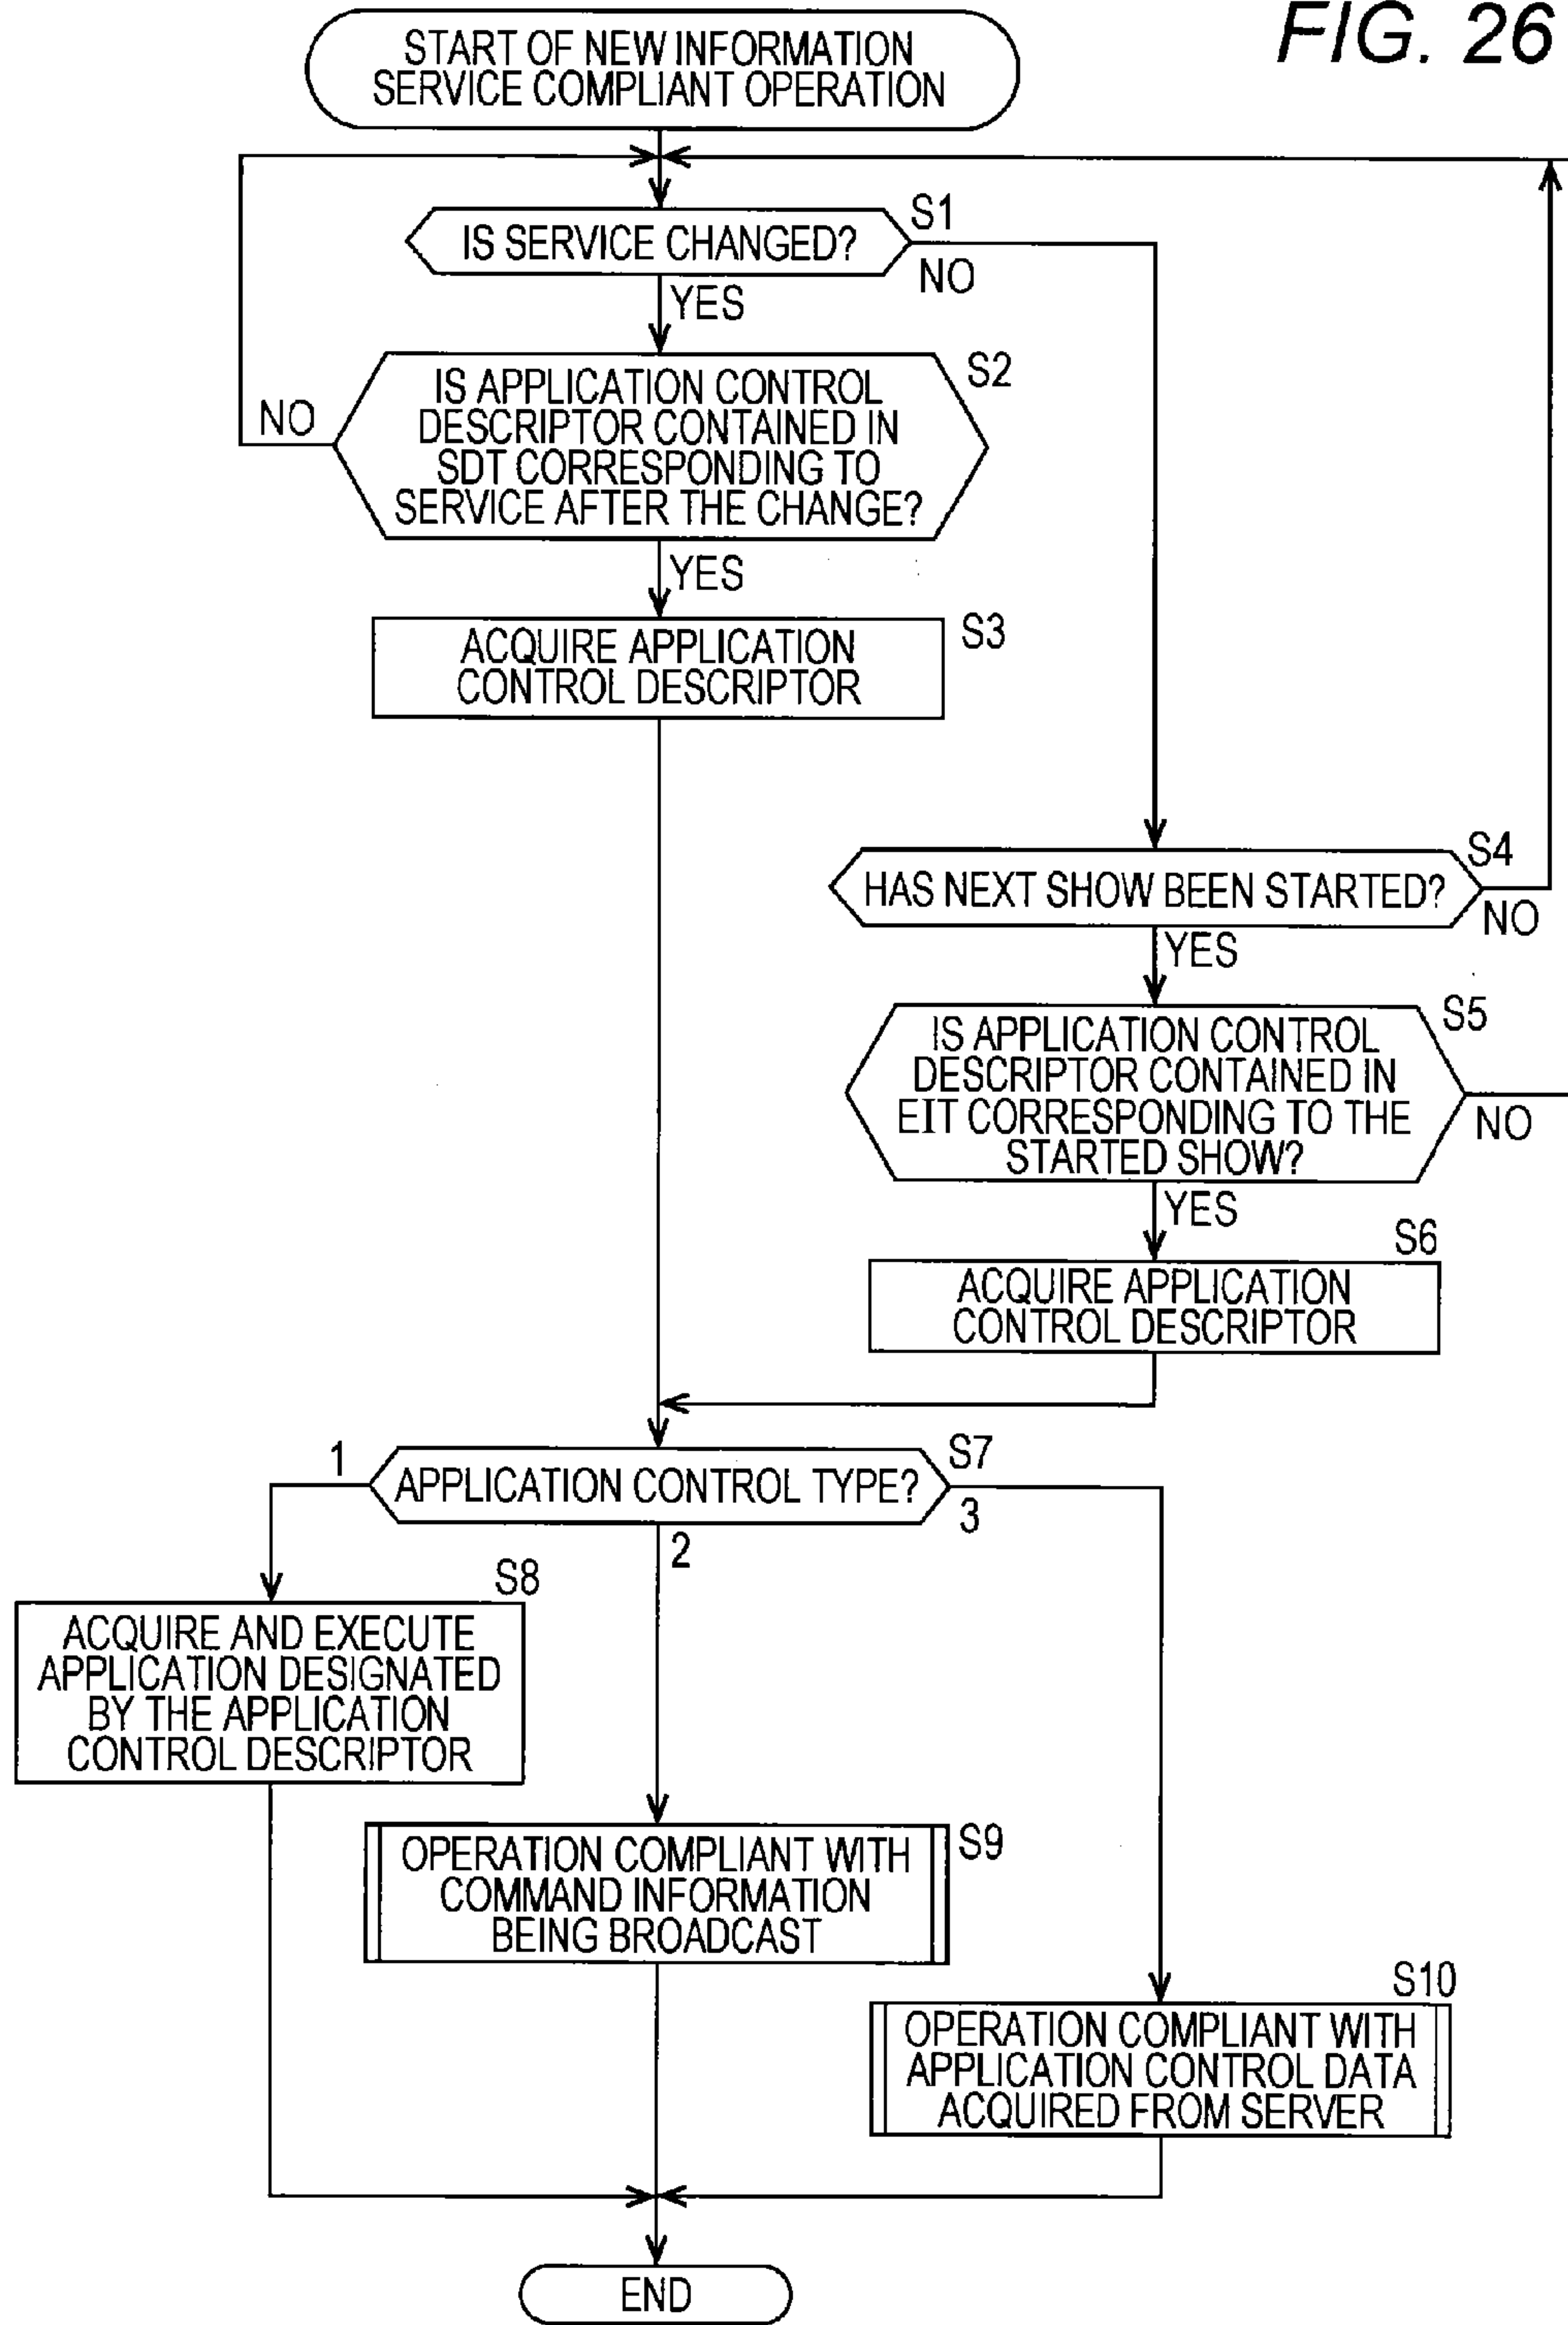 FIG. 26
START OF NEW INFORMATION
SERVICE COMPLIANT OPERATION
IS SERVICE CHANGED?
S1
NO
YES
IS APPLICATION CONTROL
DESCRIPTOR CONTAINED IN
SDT CORRESPONDING TO
SERVICE AFTER THE CHANGE?
S2
NO
YES
ACQUIRE APPLICATION
CONTROL DESCRIPTOR
S3
HAS NEXT SHOW BEEN STARTED?
S4
NO
YES
IS APPLICATION CONTROL
DESCRIPTOR CONTAINED IN
EIT CORRESPONDING TO THE
STARTED SHOW?
S5
NO
YES
S6
ACQUIRE APPLICATION
CONTROL DESCRIPTOR
1
APPLICATION CONTROL TYPE?
S7
3
2
S8
ACQUIRE AND EXECUTE
APPLICATION DESIGNATED
BY THE APPLICATION
CONTROL DESCRIPTOR
OPERATION COMPLIANT WITH
COMMAND INFORMATION
BEING BROADCAST
S9
S10
OPERATION COMPLIANT WITH
APPLICATION CONTROL DATA
ACQUIRED FROM SERVER
END